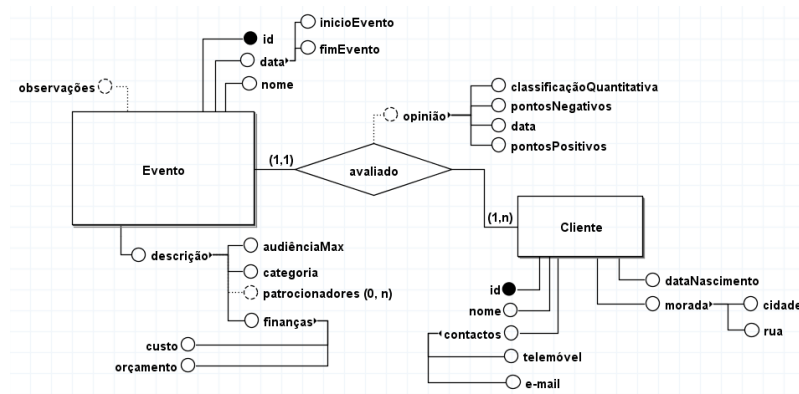 inicioEvento
id
data
fimEvento
nome
observações
classificaçãoQuantitativa
opinião
pontosNegativos
data
pontosPositivos
Evento
(1,1)
avaliado
(1,n)
Cliente
descrição
audiênciaMax
categoria
patrocionadores (0, n)
finanças
custo
orçamento
id
nome
contactos
telemóvel
e-mail
dataNascimento
morada
cidade
rua